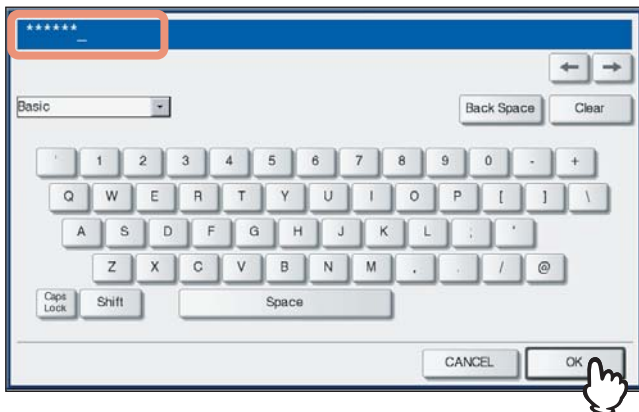 ******_
Basic
Back Space Clear
' 1 2 3 4 5 6 7 8 9 0 - +
Q W E R T Y U I O P [ ] \
A S D F G H J K L ; '
Z X C V B N M , . / @
Caps Lock Shift Space
CANCEL OK